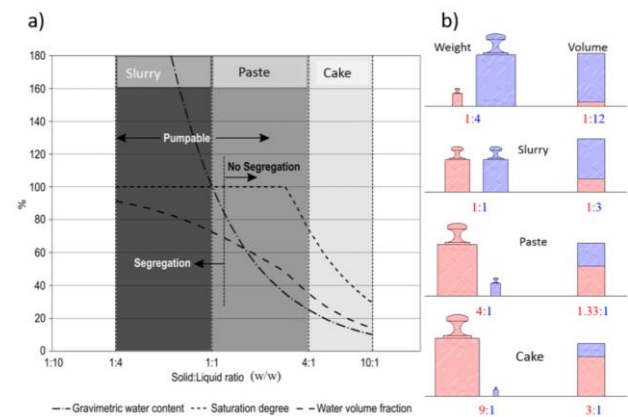 a)
180
160
140
120
100
80
60
40
20
0
%
Slurry Paste Cake
Pumpable
No Segregation
Segregation
1:10 1:4 1:1 4:1 10:1
Solid:Liquid ratio (w/w)
Gravimetric water content Saturation degree Water volume fraction
b)
Weight Volume
1:4 1:12
Slurry
1:1 1:3
Paste
4:1 1.33:1
Cake
9:1 3:1